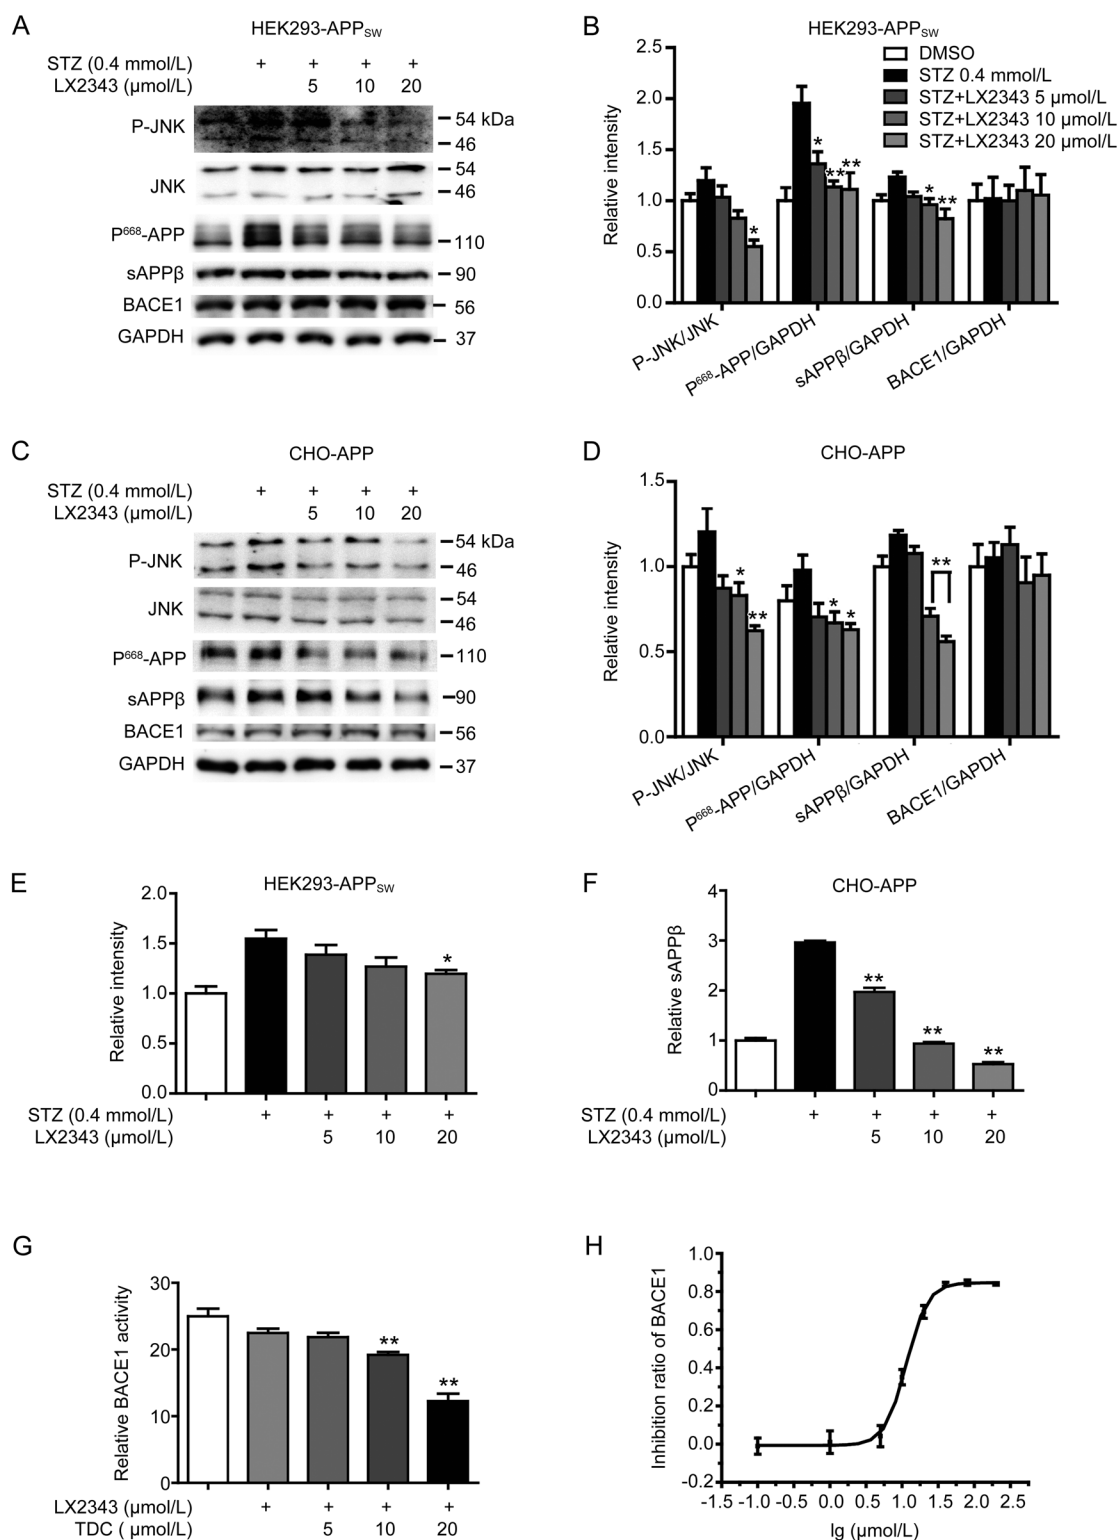 A
HEK293-APPSW
STZ (0.4 mmol/L) + + + +
LX2343 (μmol/L) 5 10 20
P-JNK
54 kDa
46
JNK
54
46
P668-APP
110
sAPPβ
90
BACE1
56
GAPDH
37
B
HEK293-APPSW
DMSO
STZ 0.4 mmol/L
STZ+LX2343 5 μmol/L
STZ+LX2343 10 μmol/L
STZ+LX2343 20 μmol/L
Relative intensity
2.5
2.0
1.5
1.0
0.5
0.0
*
*
**
**
*
**
P-JNK/JNK
P668-APP/GAPDH
sAPPβ/GAPDH
BACE1/GAPDH
C
CHO-APP
STZ (0.4 mmol/L) + + + +
LX2343 (μmol/L) 5 10 20
P-JNK
54 kDa
46
JNK
54
46
P668-APP
110
sAPPβ
90
BACE1
56
GAPDH
37
D
CHO-APP
Relative intensity
1.5
1.0
0.5
0.0
*
**
*
*
**
P-JNK/JNK
P668-APP/GAPDH
sAPPβ/GAPDH
BACE1/GAPDH
E
HEK293-APPSW
Relative intensity
2.0
1.5
1.0
0.5
0.0
*
STZ (0.4 mmol/L) + + + +
LX2343 (μmol/L) 5 10 20
F
CHO-APP
Relative sAPPβ
4
3
2
1
0
**
**
**
STZ (0.4 mmol/L) + + + +
LX2343 (μmol/L) 5 10 20
G
Relative BACE1 activity
30
20
10
0
**
**
LX2343 (μmol/L) + + + +
TDC ( μmol/L) 5 10 20
H
Inhibition ratio of BACE1
1.0
0.8
0.6
0.4
0.2
0.0
-0.2
-1.5 -1.0 -0.5 0.0 0.5 1.0 1.5 2.0 2.5
lg (μmol/L)